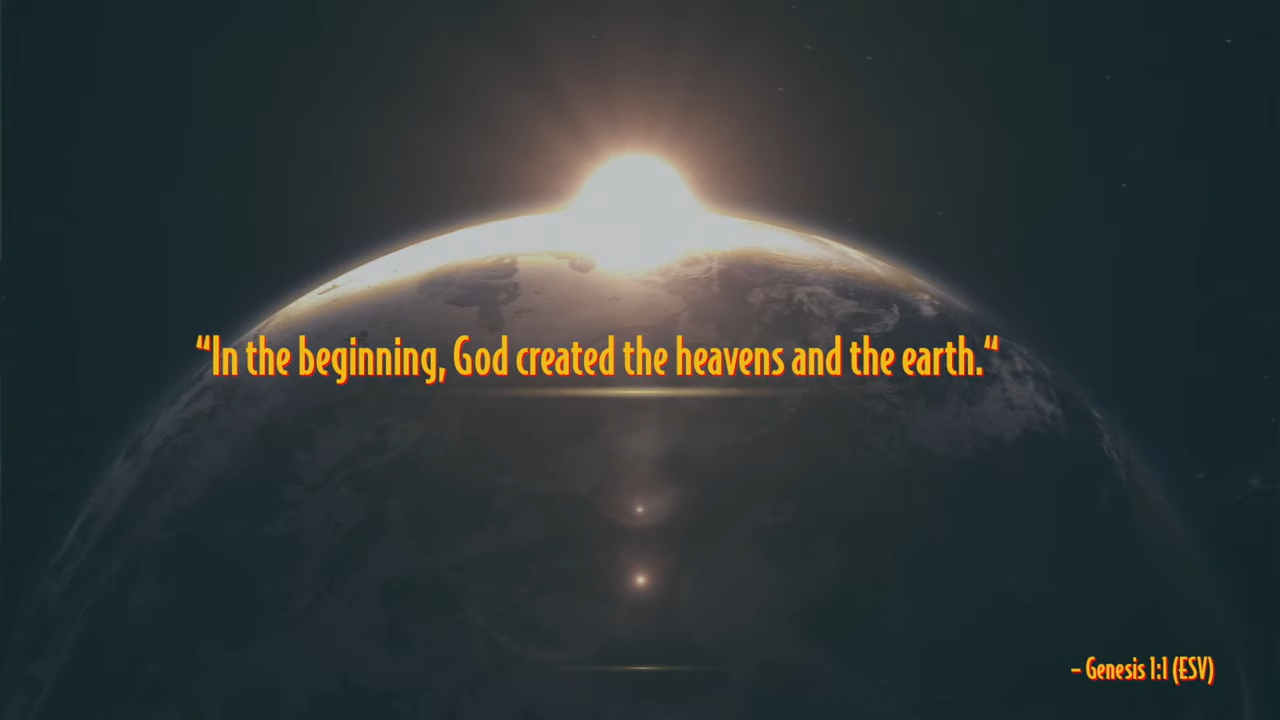 “In the beginning, God created the heavens and the earth.“
– Genesis 1:1 (ESV)